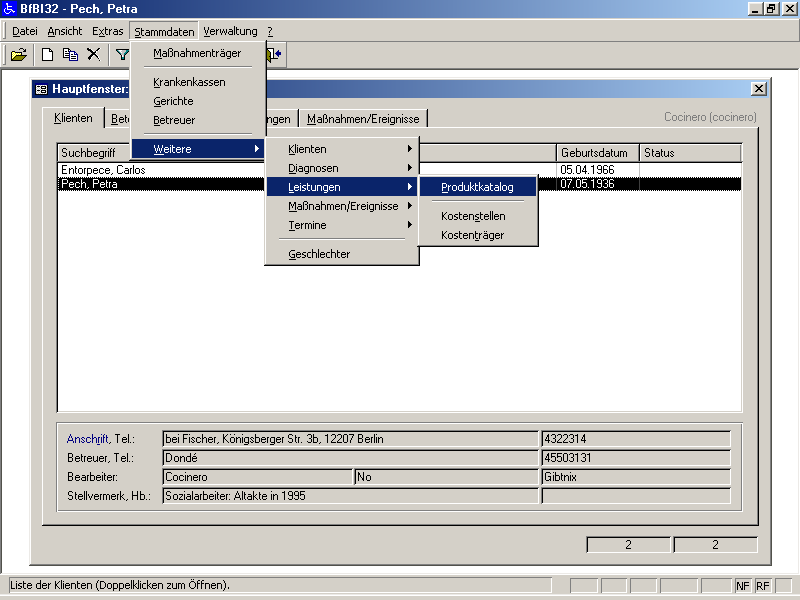 BfBI32 - Pech, Petra
Datei Ansicht Extras Stammdaten Verwaltung ?
Maßnahmenträger
Krankenkassen
Gerichte
Betreuer
Weitere
Hauptfenster:
Klienten
ngen
Maßnahmen/Ereignisse
Cocinero (cocinero)
Suchbegriff
Geburtsdatum
Status
Entorpece, Carlos
05.04.1966
Pech, Petra
07.05.1936
Klienten
Diagnosen
Leistungen
Maßnahmen/Ereignisse
Termine
Geschlechter
Produktkatalog
Kostenstellen
Kostenträger
Anschrift, Tel.: bei Fischer, Königsberger Str. 3b, 12207 Berlin 4322314
Betreuer, Tel.: Dondé 45503131
Bearbeiter: Cocinero No Gibtnix
Stellvermerk, Hb.: Sozialarbeiter: Altakte in 1995
2 2
Liste der Klienten (Doppelklicken zum Öffnen). NF RF